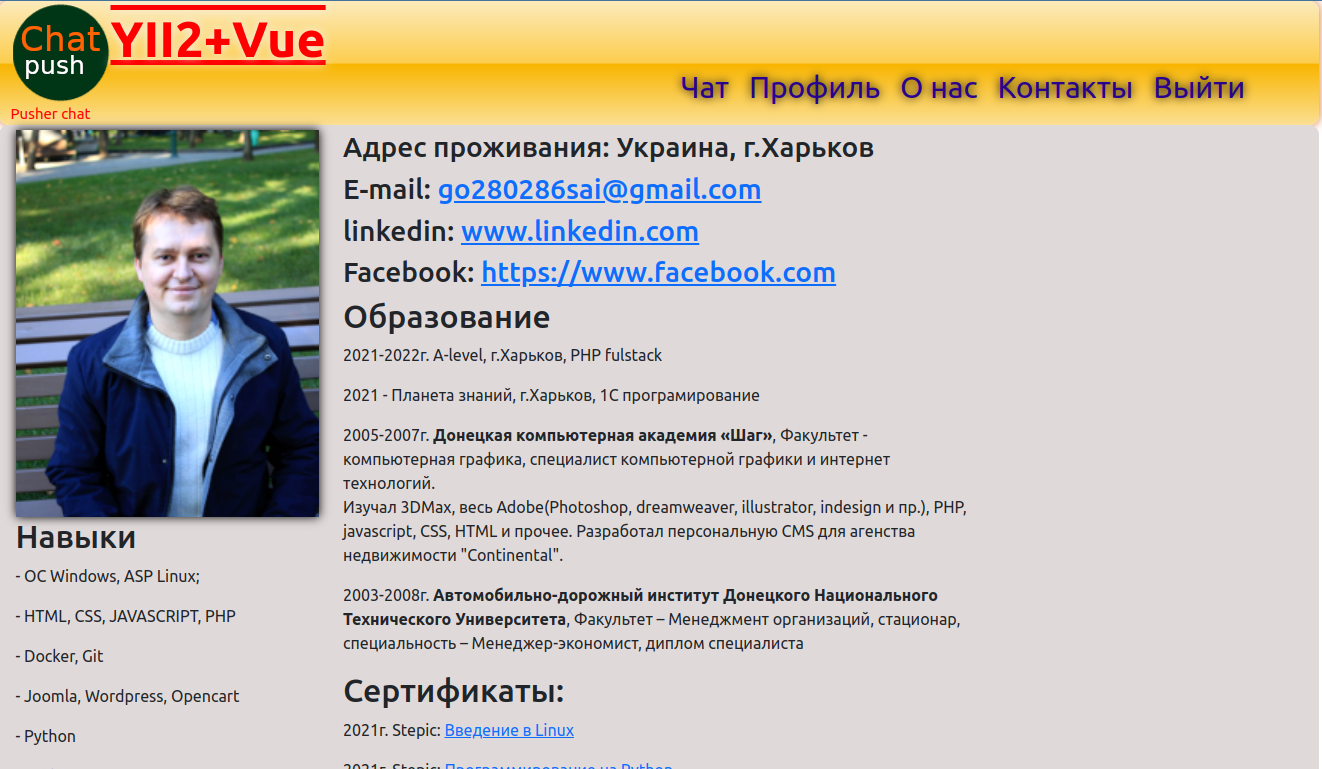 Chat
push
YII2+Vue
Pusher chat
Чат Профиль О нас Контакты Выйти
Адрес проживания: Украина, г.Харьков
E-mail: go280286sai@gmail.com
linkedin: www.linkedin.com
Facebook: https://www.facebook.com
Образование
2021-2022г. A-level, г.Харьков, PHP fulstack
2021 - Планета знаний, г.Харьков, 1С програмирование
2005-2007г. Донецкая компьютерная академия «Шаг», Факультет -
компьютерная графика, специалист компьютерной графики и интернет
технологий.
Изучал 3DMax, весь Adobe(Photoshop, dreamweaver, illustrator, indesign и пр.), PHP,
javascript, CSS, HTML и прочее. Разработал персональную CMS для агенства
недвижимости "Continental".
2003-2008г. Автомобильно-дорожный институт Донецкого Национального
Технического Университета, Факультет – Менеджмент организаций, стационар,
специальность – Менеджер-экономист, диплом специалиста
Сертификаты:
2021г. Stepic: Введение в Linux
2021г. Stepic: Программирование на Python
Навыки
- ОС Windows, ASP Linux;
- HTML, CSS, JAVASCRIPT, PHP
- Docker, Git
- Joomla, Wordpress, Opencart
- Python